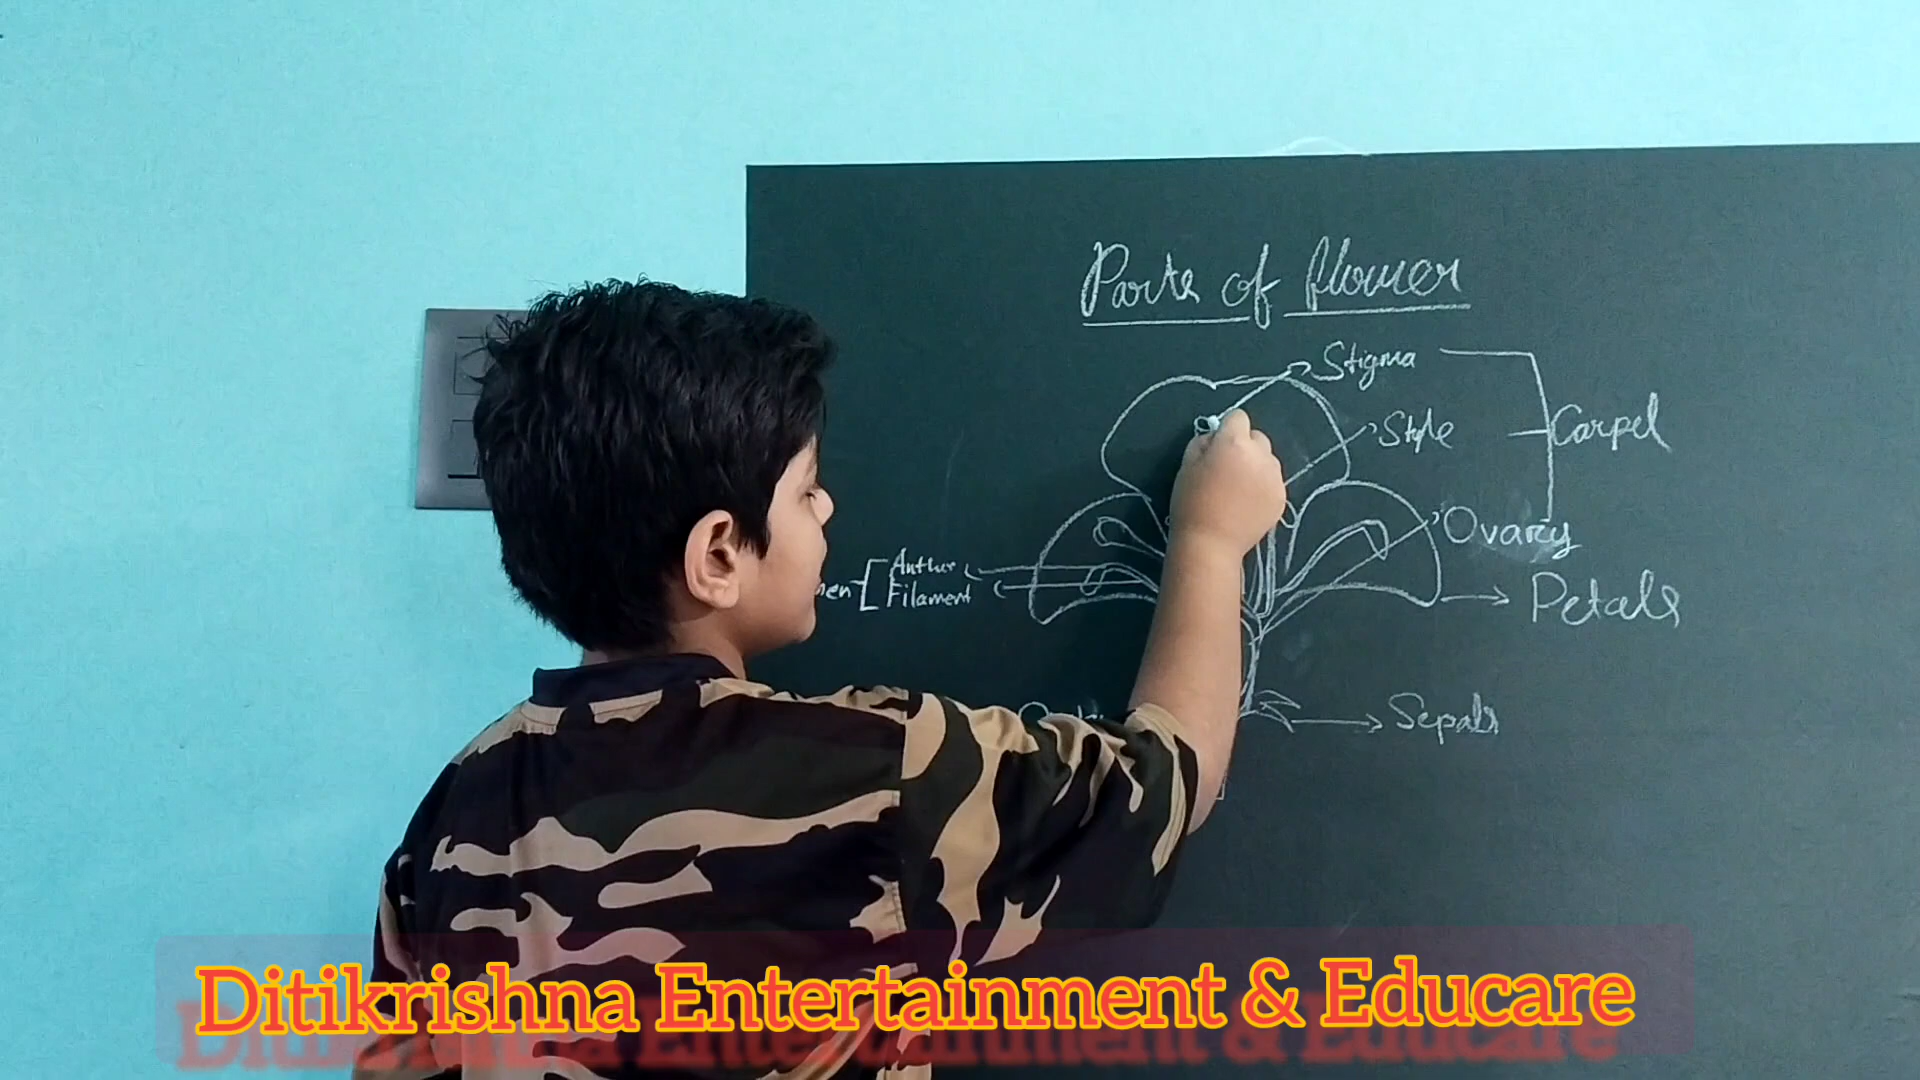 Parts of flower
Stigma
Style
Carpel
Ovary
Anther
Filament
Petals
Sepals
Ditikrishna Entertainment & Educare